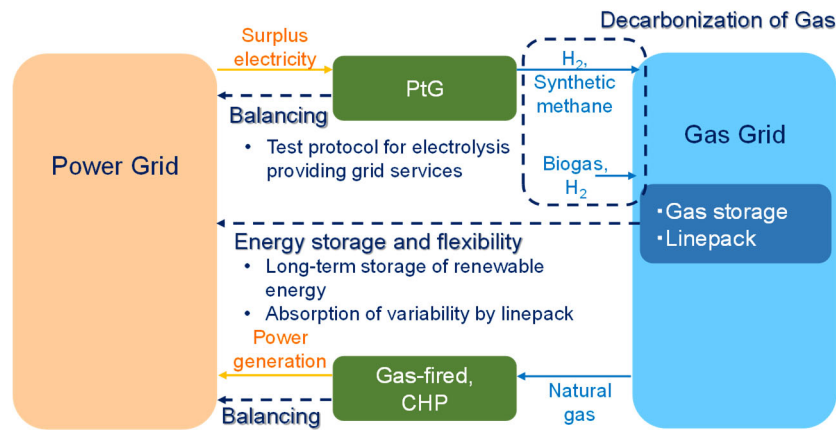 Decarbonization of Gas
Surplus
electricity
PtG
H2,
Synthetic
methane
Balancing
• Test protocol for electrolysis
providing grid services
Biogas,
H2
Power Grid
Gas Grid
・Gas storage
・Linepack
Energy storage and flexibility
• Long-term storage of renewable
energy
• Absorption of variability by linepack
Power
generation
Gas-fired,
CHP
Natural
gas
Balancing